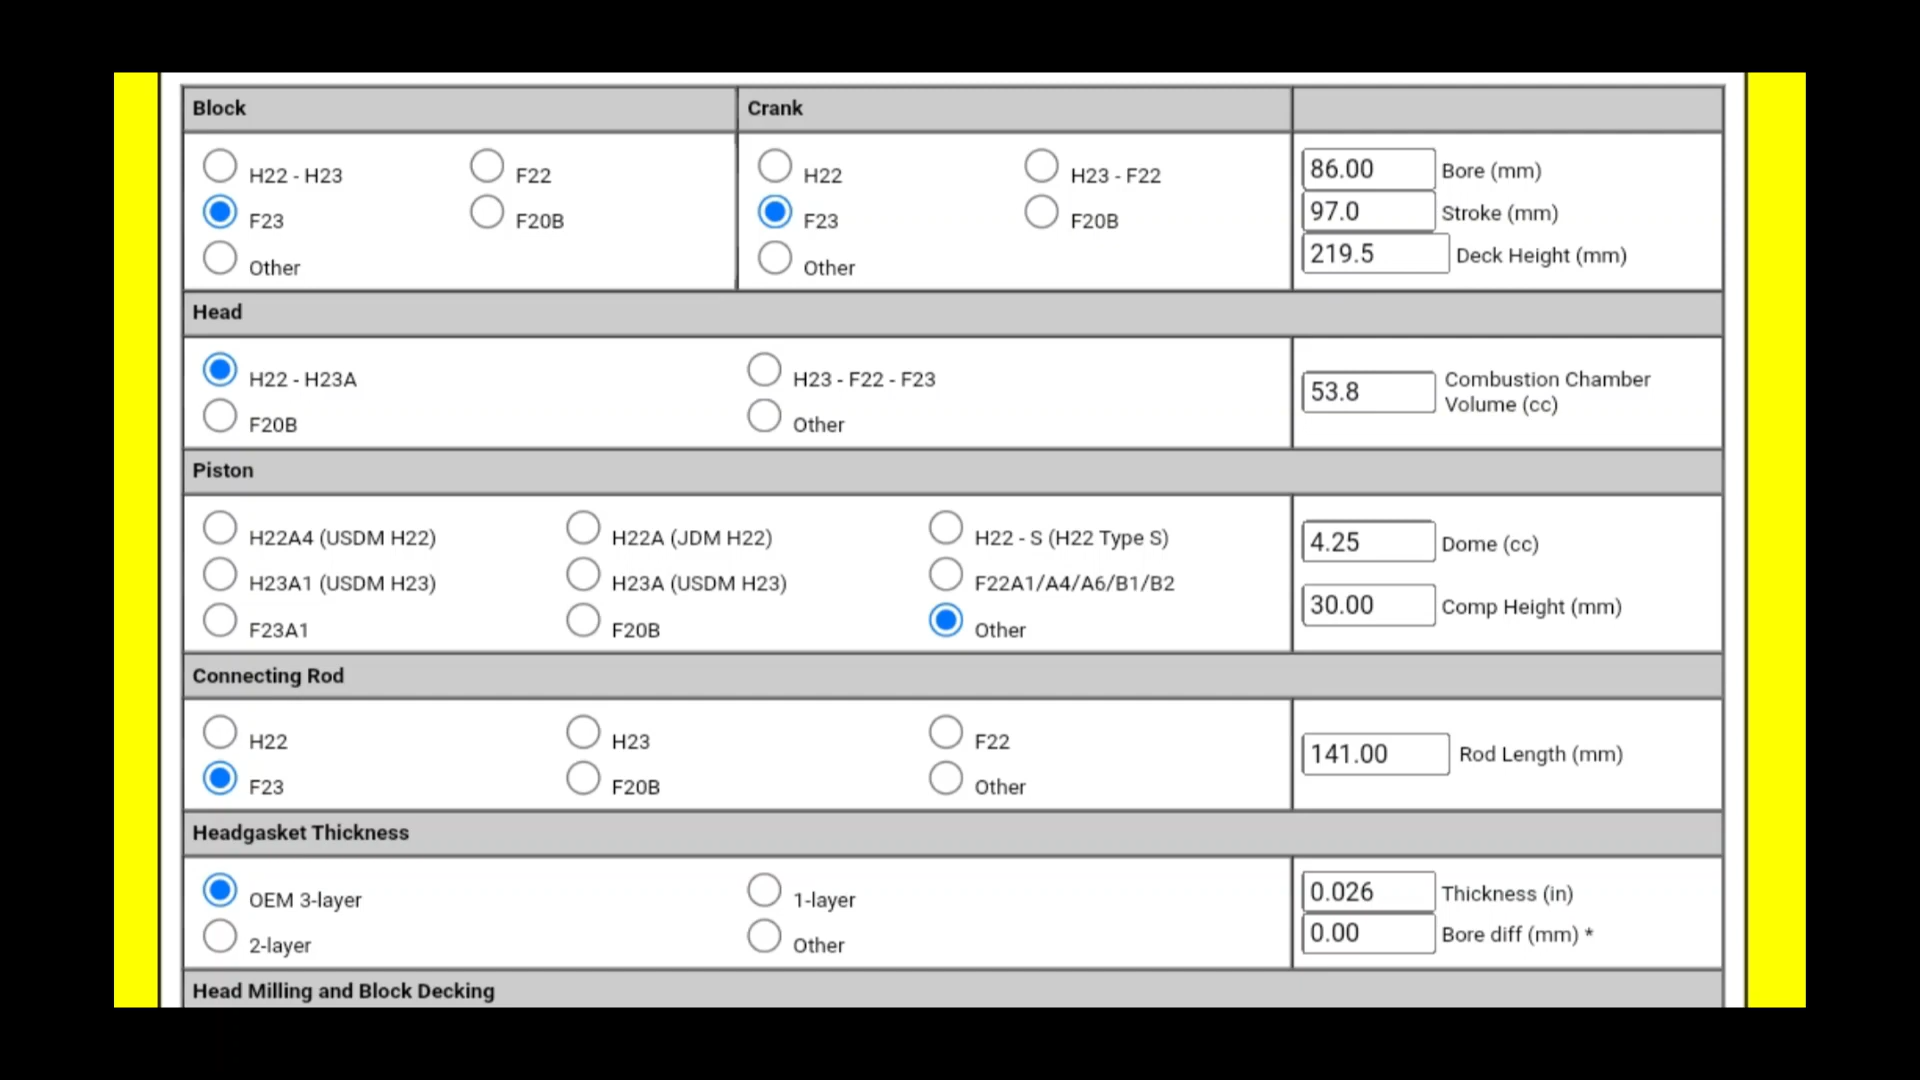 Block
Crank
H22 - H23
F22
H22
H23 - F22
86.00 Bore (mm)
F23
F20B
F23
F20B
97.0 Stroke (mm)
Other
Other
219.5 Deck Height (mm)
Head
H22 - H23A
H23 - F22 - F23
53.8 Combustion Chamber
Volume (cc)
F20B
Other
Piston
H22A4 (USDM H22)
H22A (JDM H22)
H22 - S (H22 Type S)
4.25 Dome (cc)
H23A1 (USDM H23)
H23A (USDM H23)
F22A1/A4/A6/B1/B2
30.00 Comp Height (mm)
F23A1
F20B
Other
Connecting Rod
H22
H23
F22
141.00 Rod Length (mm)
F23
F20B
Other
Headgasket Thickness
OEM 3-layer
1-layer
0.026 Thickness (in)
2-layer
Other
0.00 Bore diff (mm) *
Head Milling and Block Decking